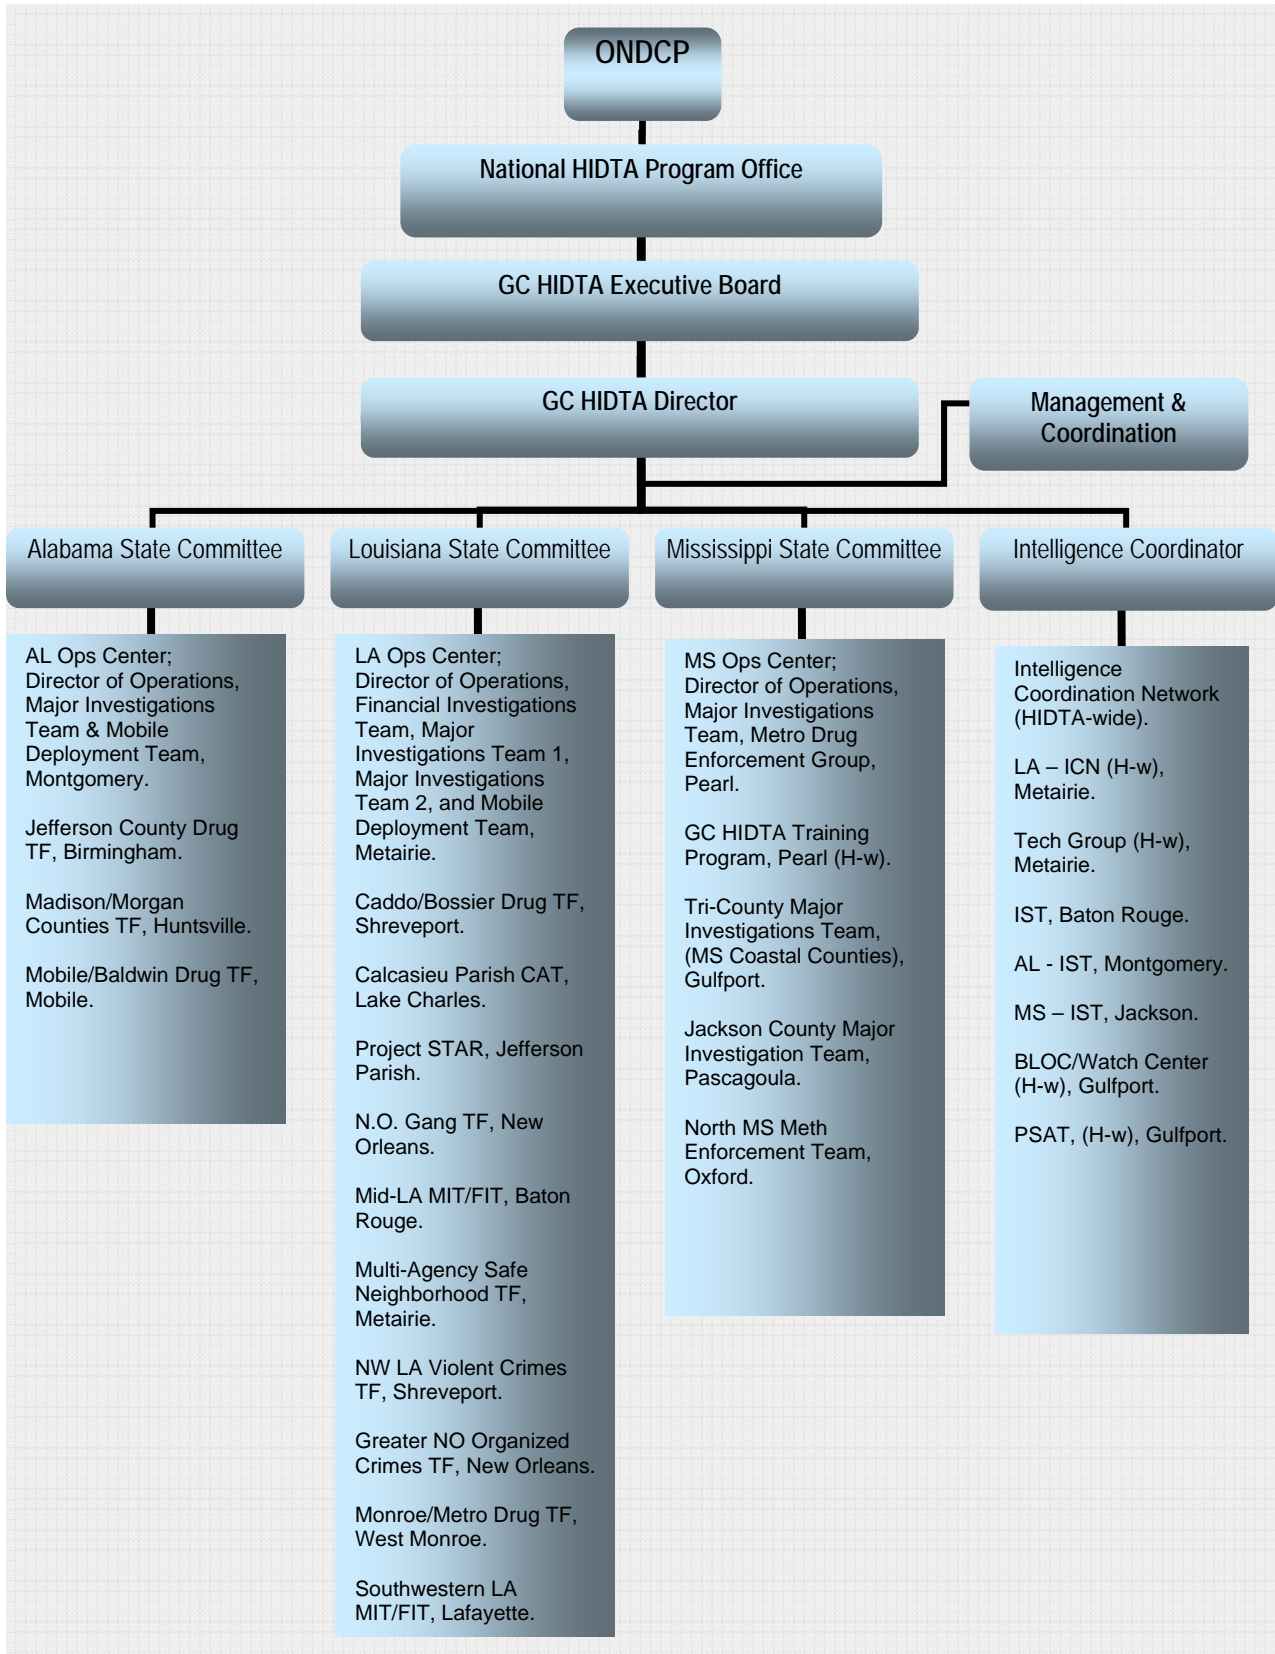 ONDCP
National HIDTA Program Office
GC HIDTA Executive Board
GC HIDTA Director
Management &
Coordination
Alabama State Committee
Louisiana State Committee
Mississippi State Committee
Intelligence Coordinator
AL Ops Center;
Director of Operations,
Major Investigations
Team & Mobile
Deployment Team,
Montgomery.
Jefferson County Drug
TF, Birmingham.
Madison/Morgan
Counties TF, Huntsville.
Mobile/Baldwin Drug TF,
Mobile.
LA Ops Center;
Director of Operations,
Financial Investigations
Team, Major
Investigations Team 1,
Major Investigations
Team 2, and Mobile
Deployment Team,
Metairie.
Caddo/Bossier Drug TF,
Shreveport.
Calcasieu Parish CAT,
Lake Charles.
Project STAR, Jefferson
Parish.
N.O. Gang TF, New
Orleans.
Mid-LA MIT/FIT, Baton
Rouge.
Multi-Agency Safe
Neighborhood TF,
Metairie.
NW LA Violent Crimes
TF, Shreveport.
Greater NO Organized
Crimes TF, New Orleans.
Monroe/Metro Drug TF,
West Monroe.
Southwestern LA
MIT/FIT, Lafayette.
MS Ops Center;
Director of Operations,
Major Investigations
Team, Metro Drug
Enforcement Group,
Pearl.
GC HIDTA Training
Program, Pearl (H-w).
Tri-County Major
Investigations Team,
(MS Coastal Counties),
Gulfport.
Jackson County Major
Investigation Team,
Pascagoula.
North MS Meth
Enforcement Team,
Oxford.
Intelligence
Coordination Network
(HIDTA-wide).
LA – ICN (H-w),
Metairie.
Tech Group (H-w),
Metairie.
IST, Baton Rouge.
AL - IST, Montgomery.
MS – IST, Jackson.
BLOC/Watch Center
(H-w), Gulfport.
PSAT, (H-w), Gulfport.